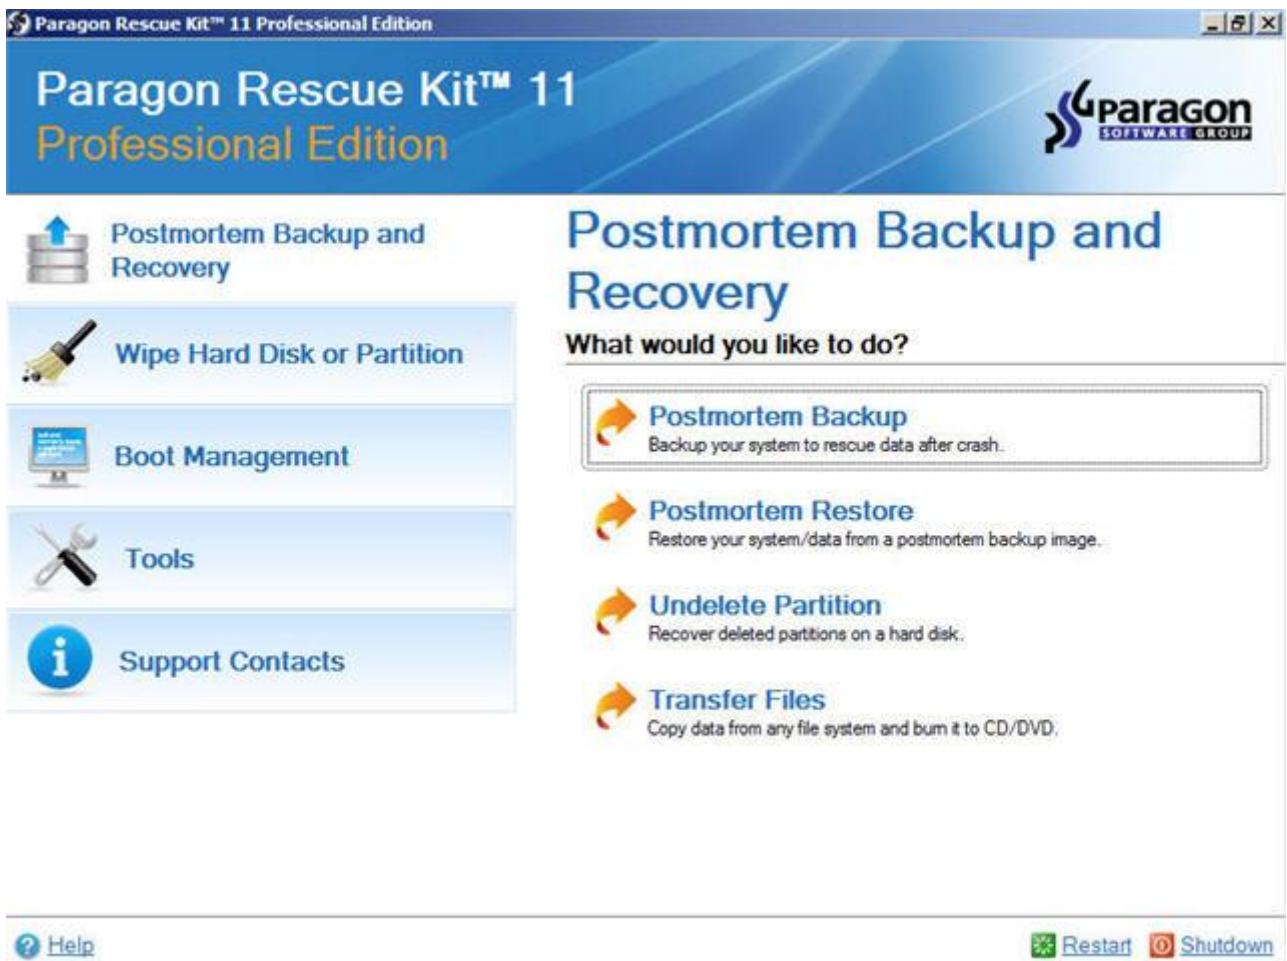 Paragon Rescue Kit™ 11 Professional Edition
Paragon Rescue Kit™ 11
Professional Edition
paragon
SOFTWARE GROUP
Postmortem Backup and
Recovery
Wipe Hard Disk or Partition
Boot Management
Tools
Support Contacts
Postmortem Backup and
Recovery
What would you like to do?
Postmortem Backup
Backup your system to rescue data after crash.
Postmortem Restore
Restore your system/data from a postmortem backup image.
Undelete Partition
Recover deleted partitions on a hard disk.
Transfer Files
Copy data from any file system and burn it to CD/DVD.
Help
Restart
Shutdown